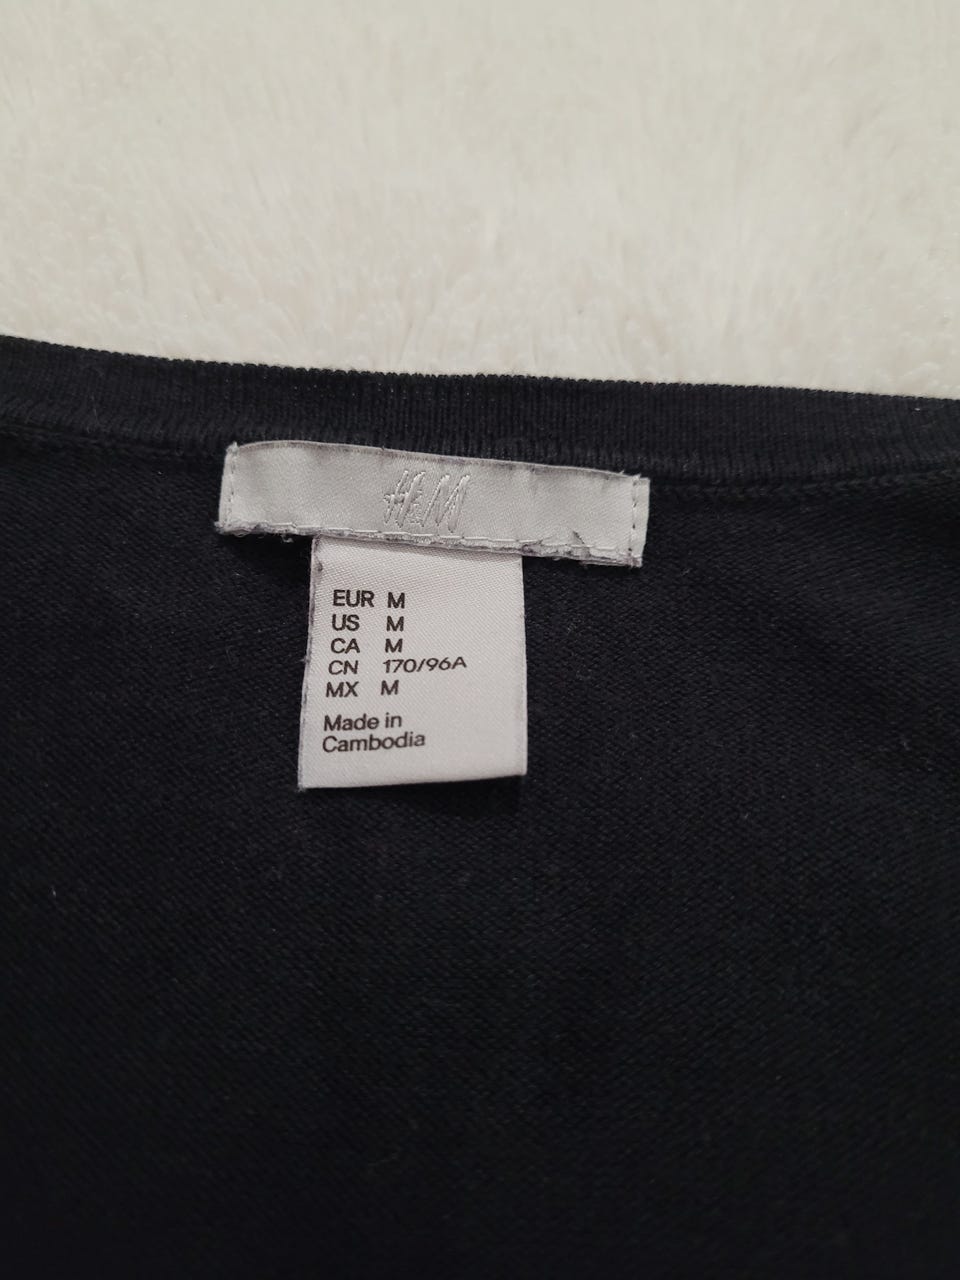 H&M
EUR M
US M
CA M
CN 170/96A
MX M
Made in
Cambodia